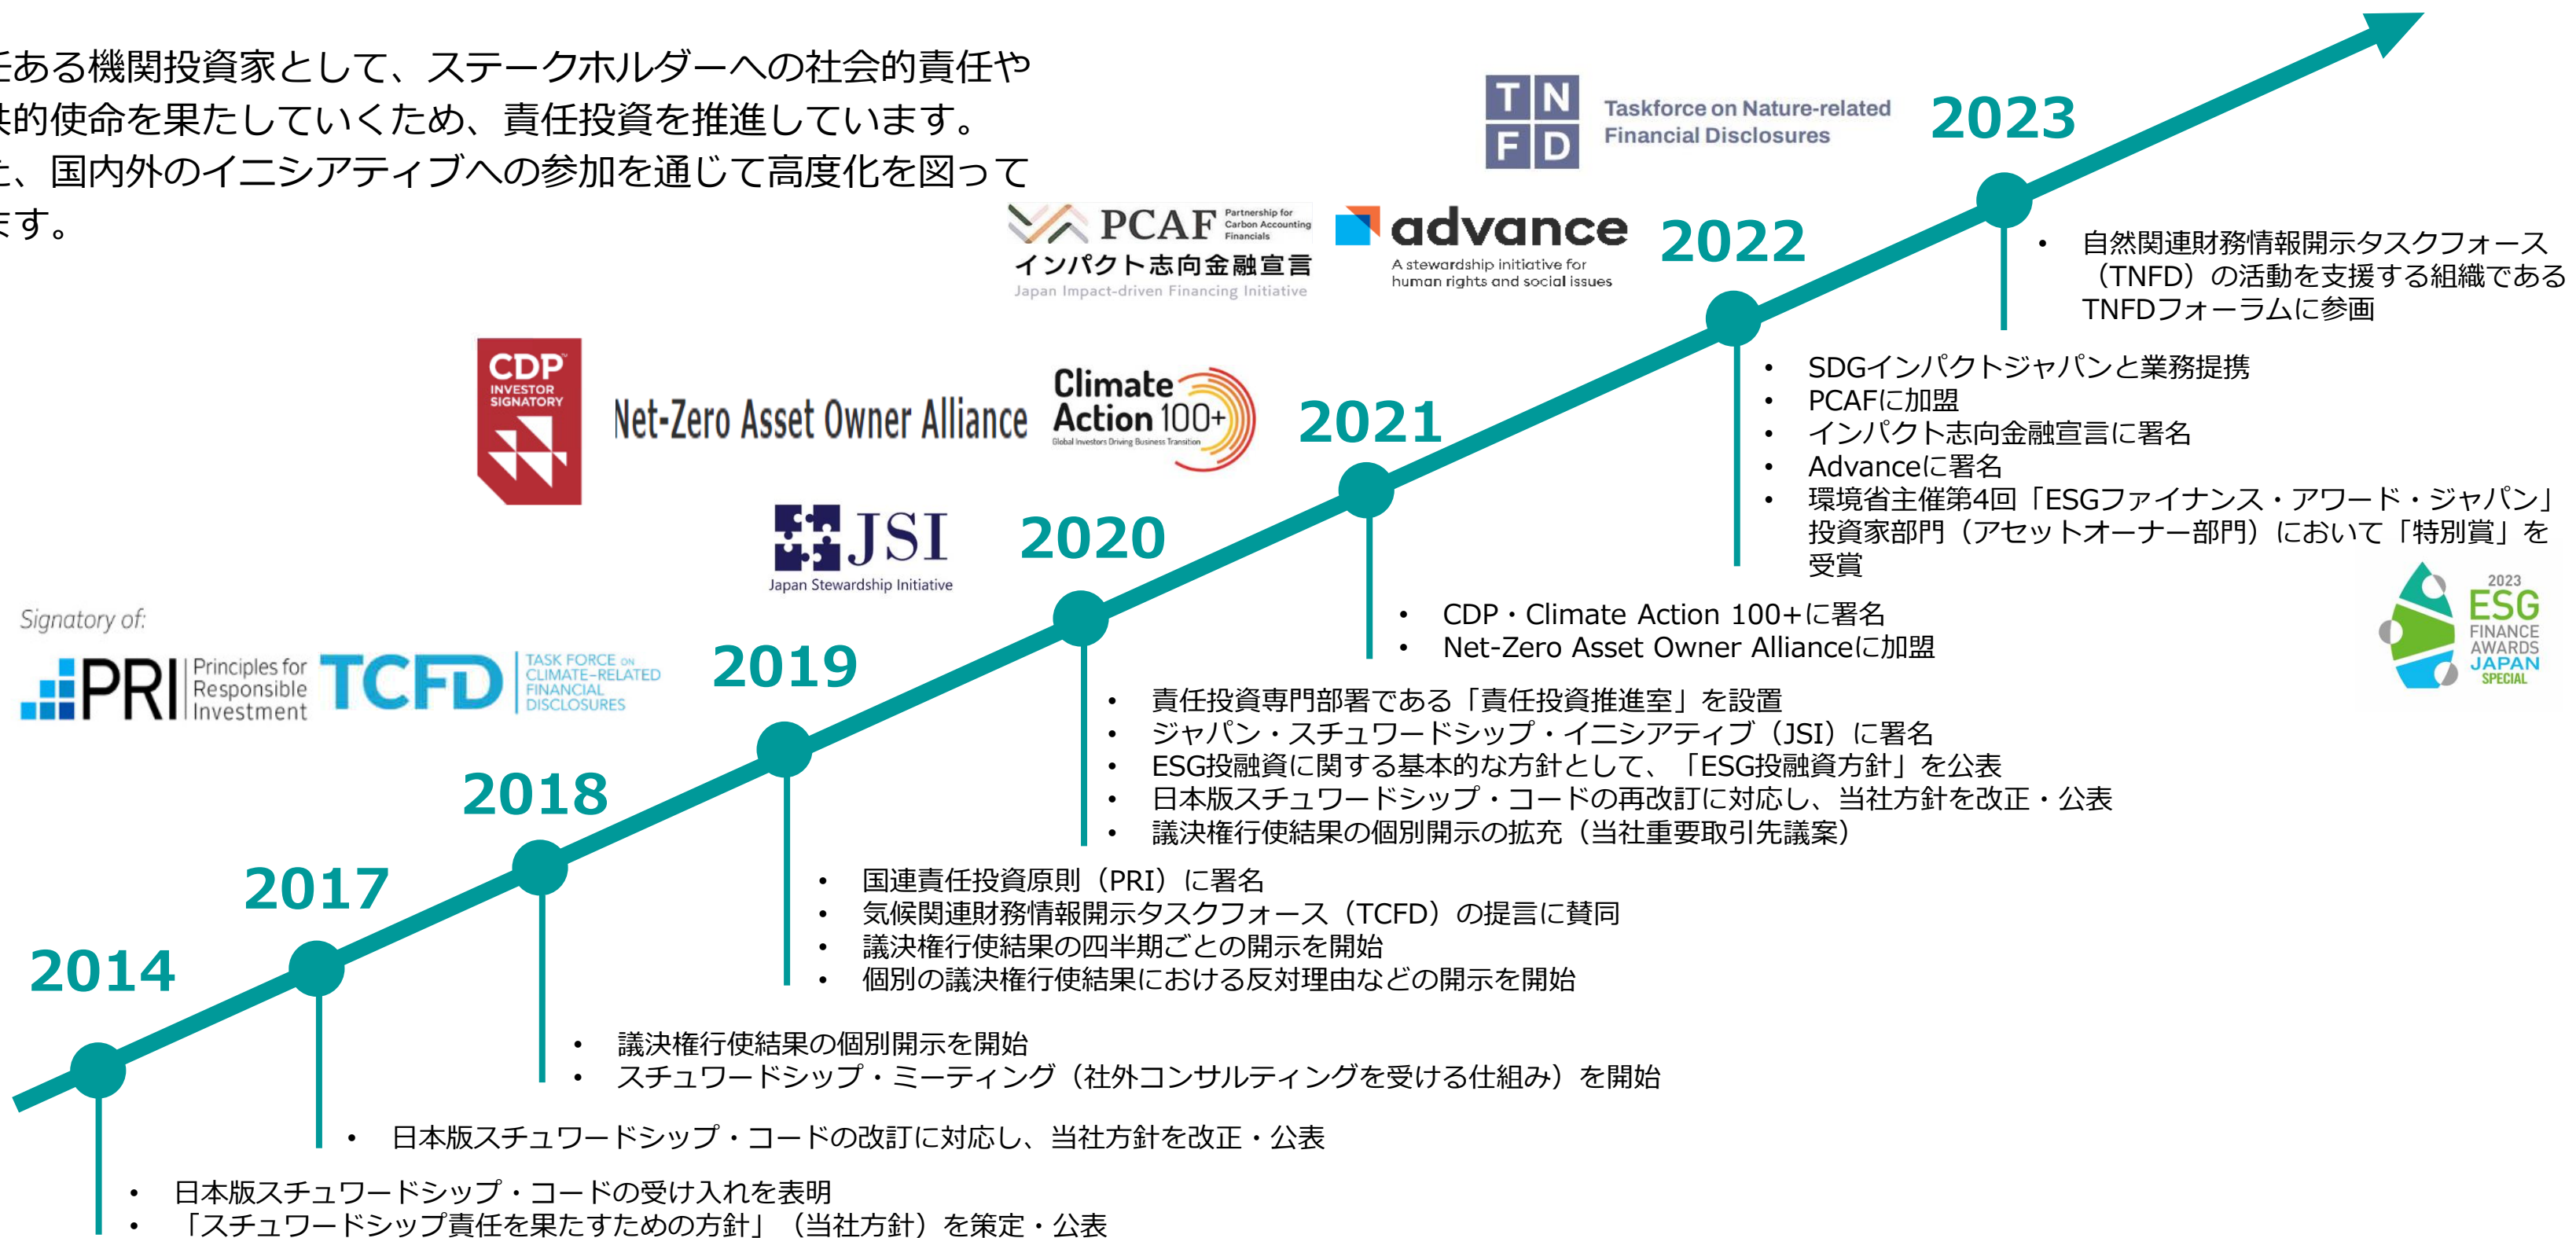 任ある機関投資家として、ステークホルダーへの社会的責任や
共的使命を果たしていくため、責任投資を推進しています。
た、国内外のイニシアティブへの参加を通じて高度化を図って
ます。
TNFD
Taskforce on Nature-related
Financial Disclosures
2023
• 自然関連財務情報開示タスクフォース
（TNFD）の活動を支援する組織である
TNFDフォーラムに参画
PCAF
Partnership for
Carbon Accounting
Financials
インパクト志向金融宣言
Japan Impact-driven Financing Initiative
advance
A stewardship initiative for
human rights and social issues
2022
• SDGインパクトジャパンと業務提携
• PCAFに加盟
• インパクト志向金融宣言に署名
• Advanceに署名
• 環境省主催第4回「ESGファイナンス・アワード・ジャパン」
投資家部門（アセットオーナー部門）において「特別賞」を
受賞
2023
ESG
FINANCE
AWARDS
JAPAN
SPECIAL
CDP™
INVESTOR
SIGNATORY
Net-Zero Asset Owner Alliance
Climate
Action 100+
Global Investors Driving Business Transition
2021
• CDP・Climate Action 100+に署名
• Net-Zero Asset Owner Allianceに加盟
JSI
Japan Stewardship Initiative
2020
• 責任投資専門部署である「責任投資推進室」を設置
• ジャパン・スチュワードシップ・イニシアティブ（JSI）に署名
• ESG投融資に関する基本的な方針として、「ESG投融資方針」を公表
• 日本版スチュワードシップ・コードの再改訂に対応し、当社方針を改正・公表
• 議決権行使結果の個別開示の拡充（当社重要取引先議案）
Signatory of:
PRI
Principles for
Responsible
Investment
TCFD
TASK FORCE ON
CLIMATE-RELATED
FINANCIAL
DISCLOSURES
2019
• 国連責任投資原則（PRI）に署名
• 気候関連財務情報開示タスクフォース（TCFD）の提言に賛同
• 議決権行使結果の四半期ごとの開示を開始
• 個別の議決権行使結果における反対理由などの開示を開始
2018
• 議決権行使結果の個別開示を開始
• スチュワードシップ・ミーティング（社外コンサルティングを受ける仕組み）を開始
2017
• 日本版スチュワードシップ・コードの改訂に対応し、当社方針を改正・公表
2014
• 日本版スチュワードシップ・コードの受け入れを表明
• 「スチュワードシップ責任を果たすための方針」（当社方針）を策定・公表